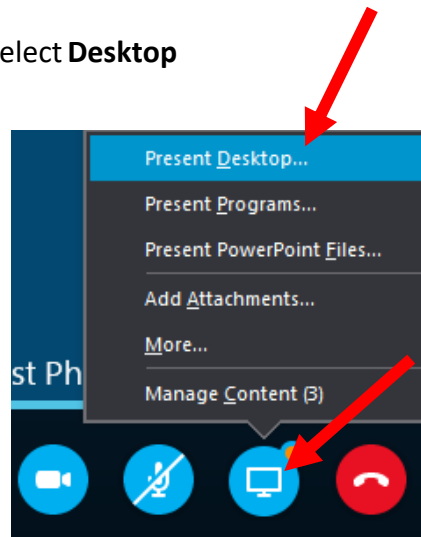 elect Desktop
Present Desktop...
Present Programs...
Present PowerPoint Files...
Add Attachments...
More...
st Ph
Manage Content (3)